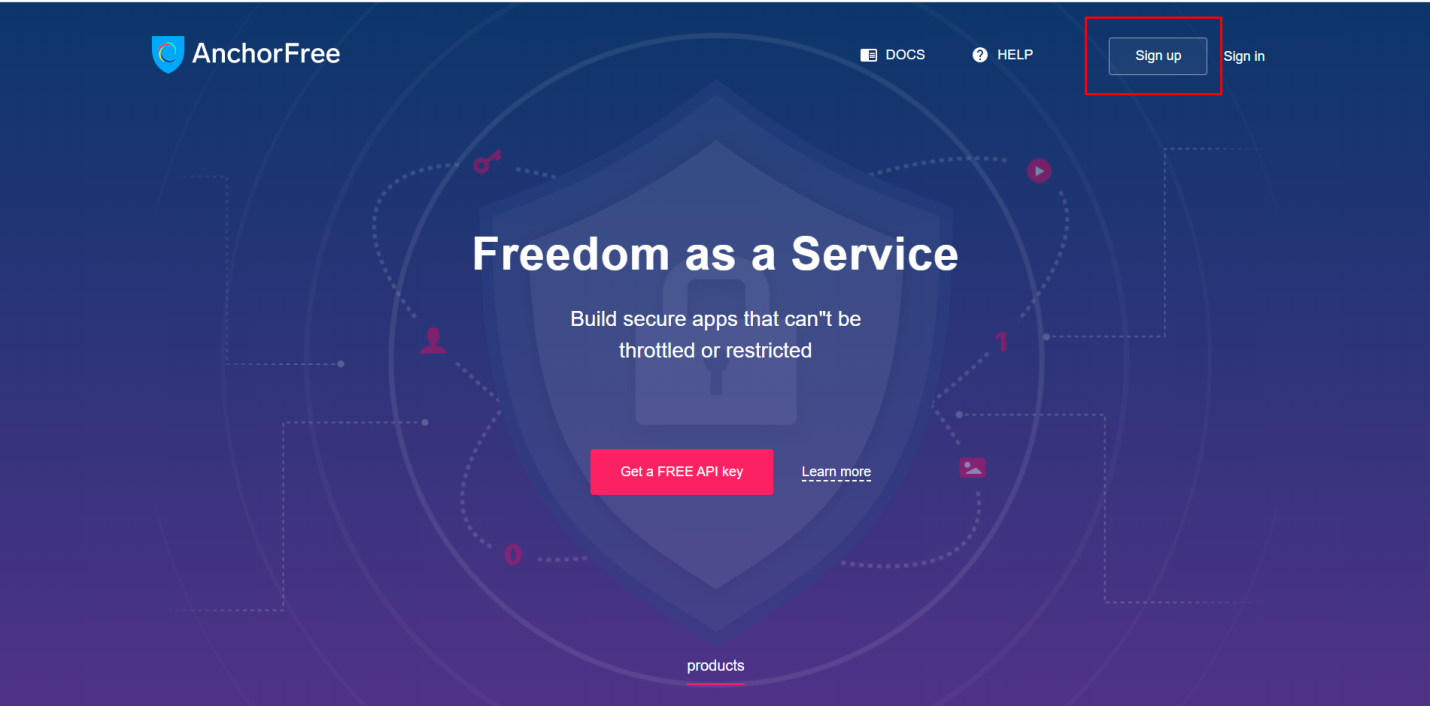 AnchorFree
DOCS
HELP
Sign up
Sign in
Freedom as a Service
Build secure apps that can"t be
throttled or restricted
1
Get a FREE API key
Learn more
0
products